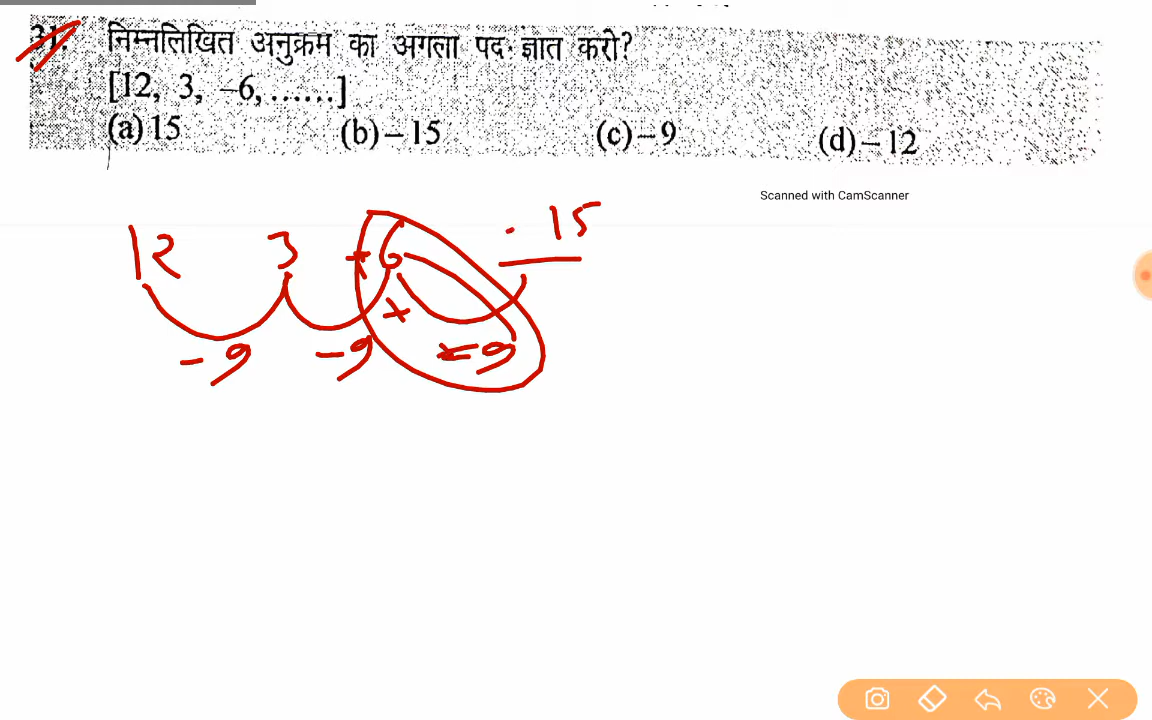 31. निम्नलिखित अनुक्रम का अगला पद ज्ञात करो?
[12, 3, –6,......]
(a) 15 (b) – 15 (c) – 9 (d) – 12
Scanned with CamScanner
12 3 - 6 - 15
- 9 - 9 - 9